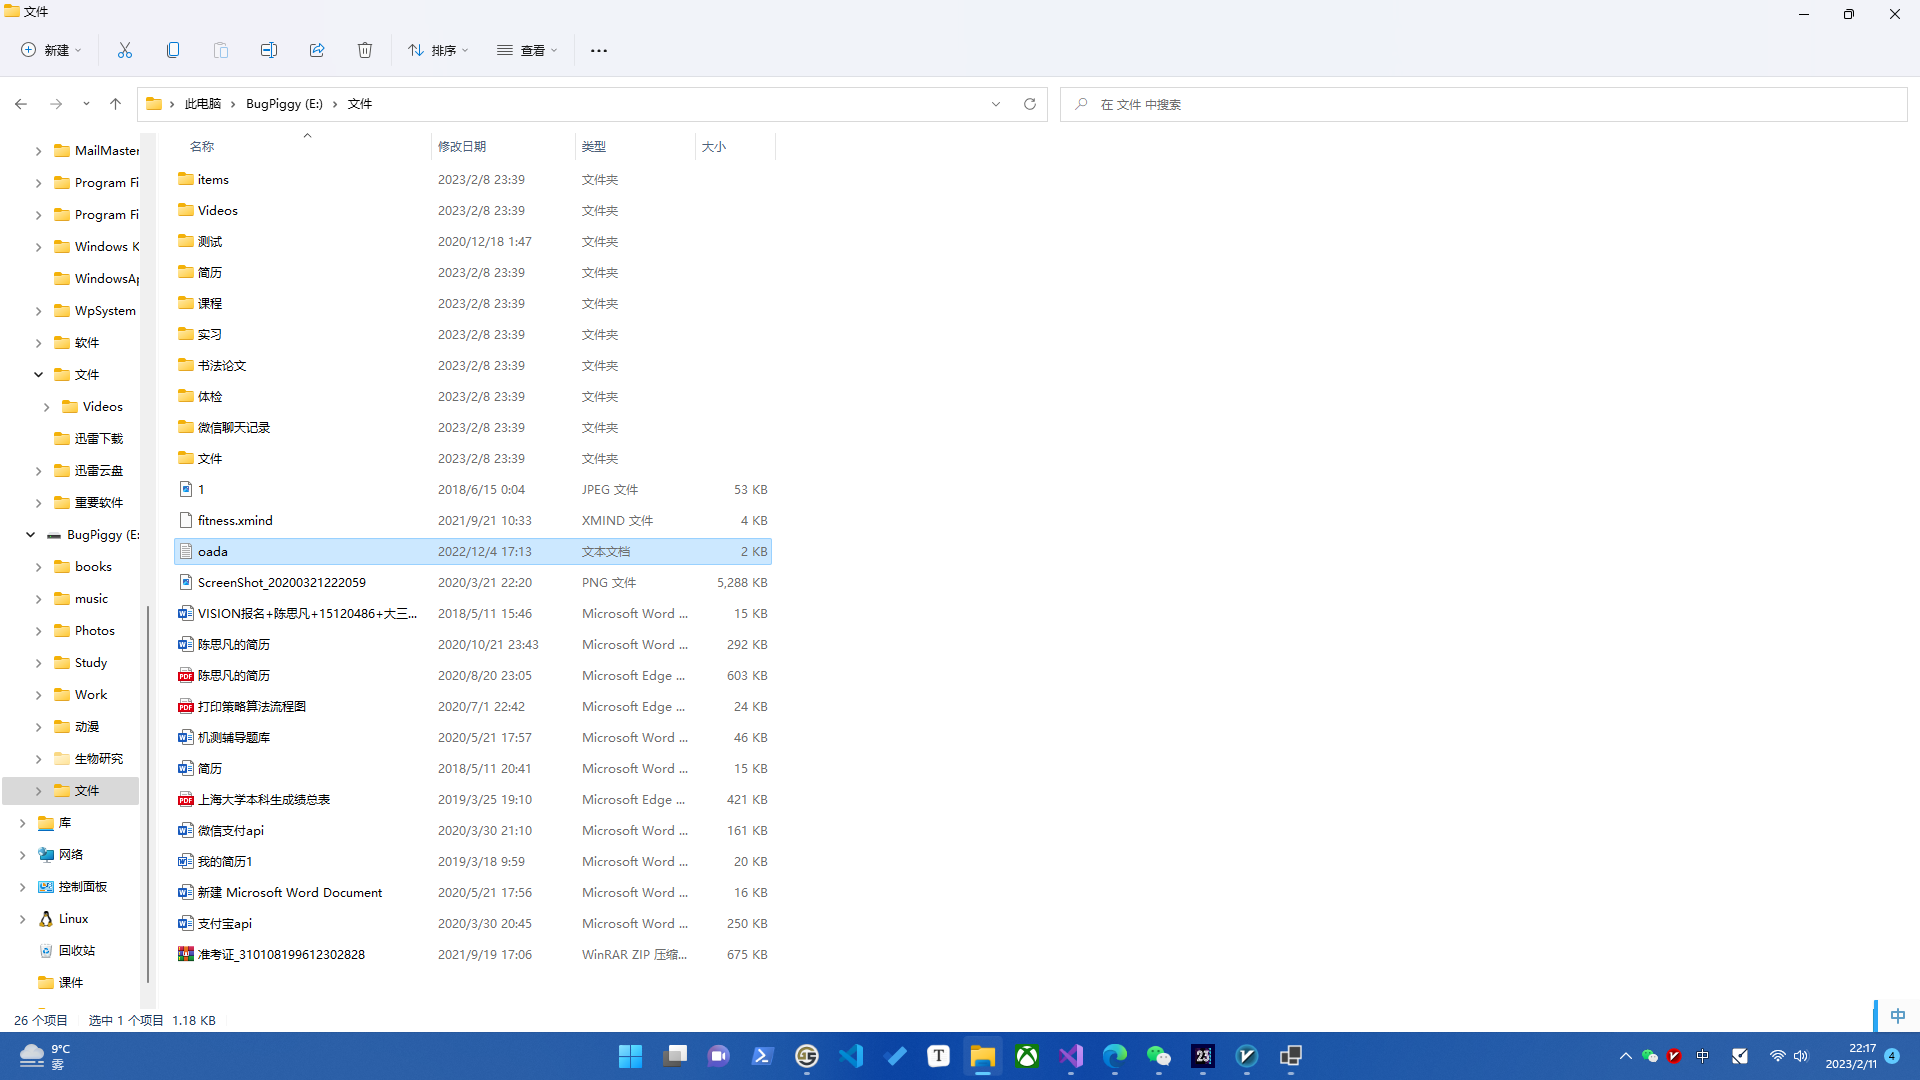 文件
新建
排序
查看
此电脑
BugPiggy (E:)
文件
在 文件 中搜索
MailMaster
Program Fi
Program Fi
Windows K
WindowsAp
WpSystem
软件
文件
Videos
迅雷下载
迅雷云盘
重要软件
BugPiggy (E:
books
music
Photos
Study
Work
动漫
生物研究
文件
库
网络
控制面板
Linux
回收站
课件
名称 修改日期 类型 大小
items 2023/2/8 23:39 文件夹
Videos 2023/2/8 23:39 文件夹
测试 2020/12/18 1:47 文件夹
简历 2023/2/8 23:39 文件夹
课程 2023/2/8 23:39 文件夹
实习 2023/2/8 23:39 文件夹
书法论文 2023/2/8 23:39 文件夹
体检 2023/2/8 23:39 文件夹
微信聊天记录 2023/2/8 23:39 文件夹
文件 2023/2/8 23:39 文件夹
1 2018/6/15 0:04 JPEG 文件 53 KB
fitness.xmind 2021/9/21 10:33 XMIND 文件 4 KB
oada 2022/12/4 17:13 文本文档 2 KB
ScreenShot_20200321222059 2020/3/21 22:20 PNG 文件 5,288 KB
VISION报名+陈思凡+15120486+大三... 2018/5/11 15:46 Microsoft Word ... 15 KB
陈思凡的简历 2020/10/21 23:43 Microsoft Word ... 292 KB
陈思凡的简历 2020/8/20 23:05 Microsoft Edge ... 603 KB
打印策略算法流程图 2020/7/1 22:42 Microsoft Edge ... 24 KB
机测辅导题库 2020/5/21 17:57 Microsoft Word ... 46 KB
简历 2018/5/11 20:41 Microsoft Word ... 15 KB
上海大学本科生成绩总表 2019/3/25 19:10 Microsoft Edge ... 421 KB
微信支付api 2020/3/30 21:10 Microsoft Word ... 161 KB
我的简历1 2019/3/18 9:59 Microsoft Word ... 20 KB
新建 Microsoft Word Document 2020/5/21 17:56 Microsoft Word ... 16 KB
支付宝api 2020/3/30 20:45 Microsoft Word ... 250 KB
准考证_310108199612302828 2021/9/19 17:06 WinRAR ZIP 压缩... 675 KB
26 个项目 选中 1 个项目 1.18 KB
中
9°C
雾
T
23
中
22:17
2023/2/11
4